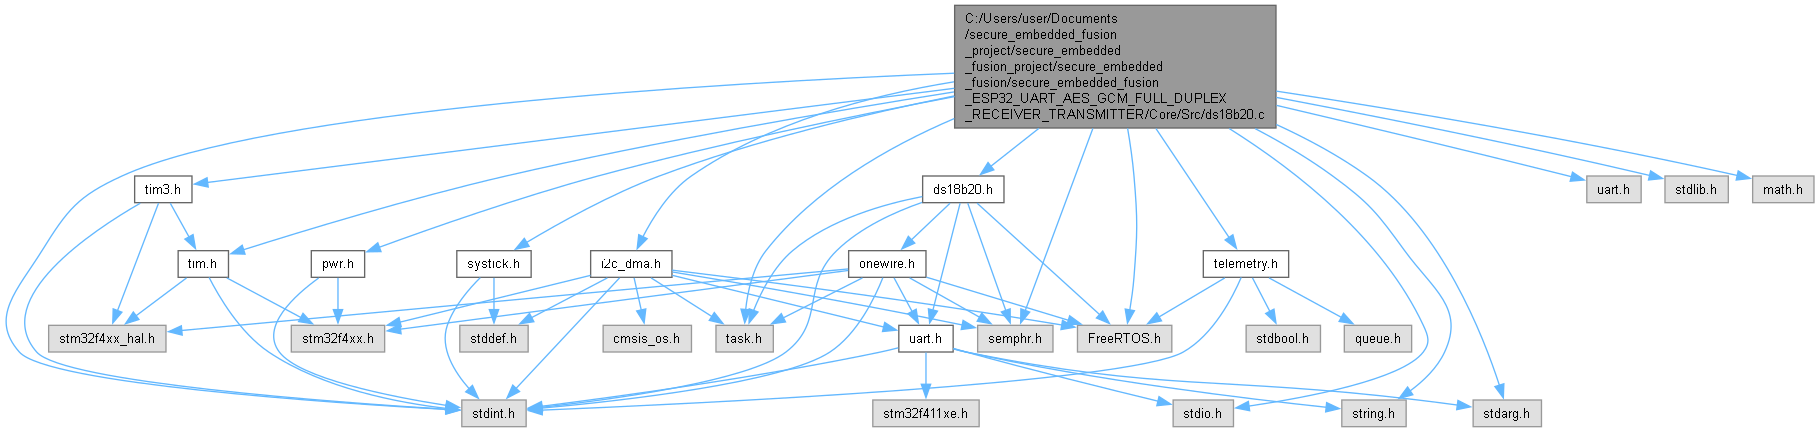 C:/Users/user/Documents
/secure_embedded_fusion
_project/secure_embedded
_fusion_project/secure_embedded
_fusion/secure_embedded_fusion
_ESP32_UART_AES_GCM_FULL_DUPLEX
_RECEIVER_TRANSMITTER/Core/Src/ds18b20.c
tim3.h
ds18b20.h
uart.h
stdlib.h
math.h
tim.h
pwr.h
systick.h
i2c_dma.h
onewire.h
telemetry.h
stm32f4xx_hal.h
stm32f4xx.h
stddef.h
cmsis_os.h
task.h
uart.h
semphr.h
FreeRTOS.h
stdbool.h
queue.h
stdint.h
stm32f411xe.h
stdio.h
string.h
stdarg.h